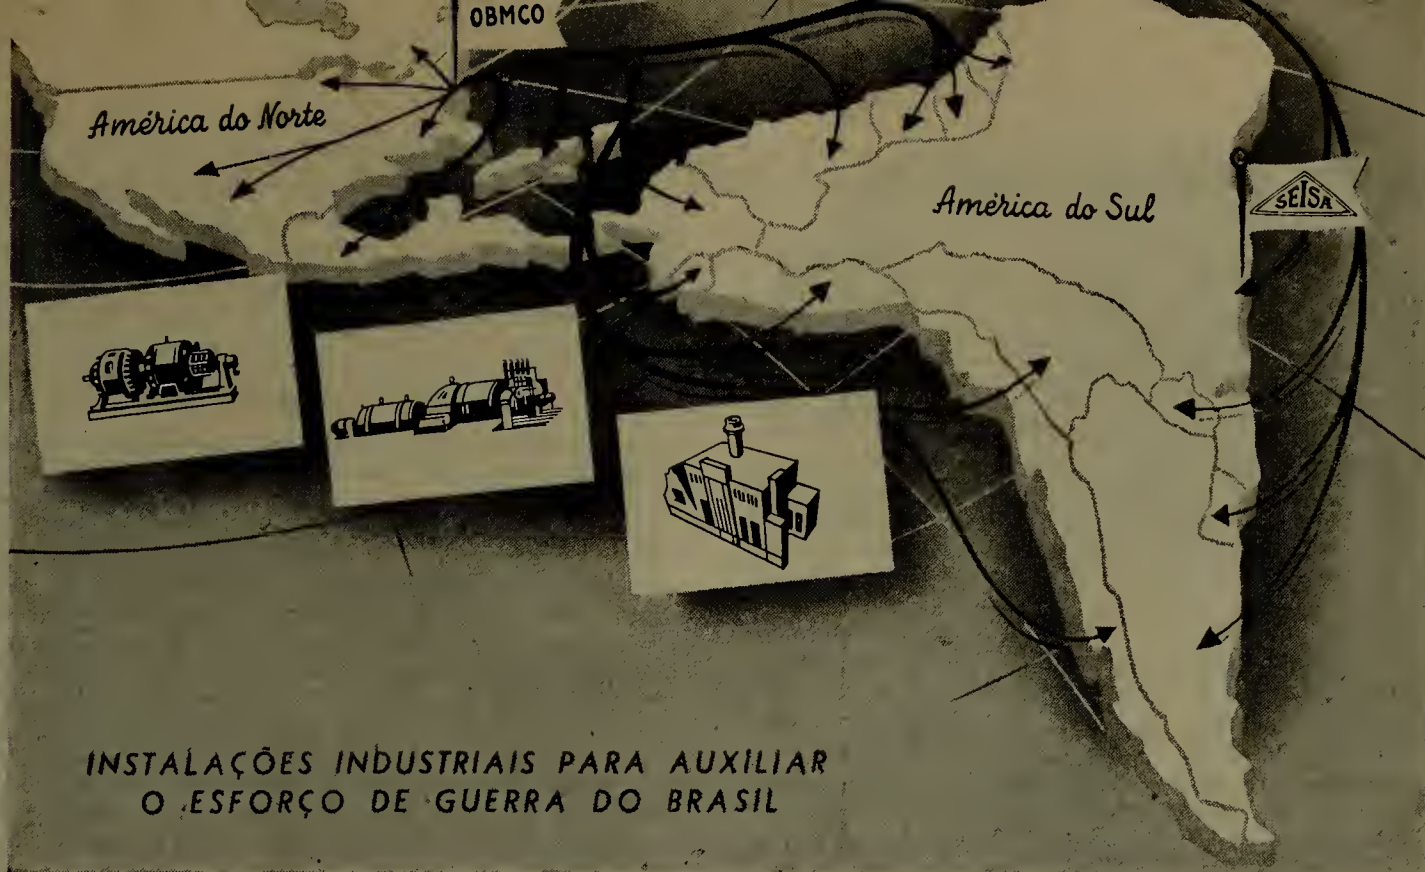 OBMCO
América do Norte
América do Sul
SEISA
INSTALAÇÕES INDUSTRIAIS PARA AUXILIAR
O ESFORÇO DE GUERRA DO BRASIL